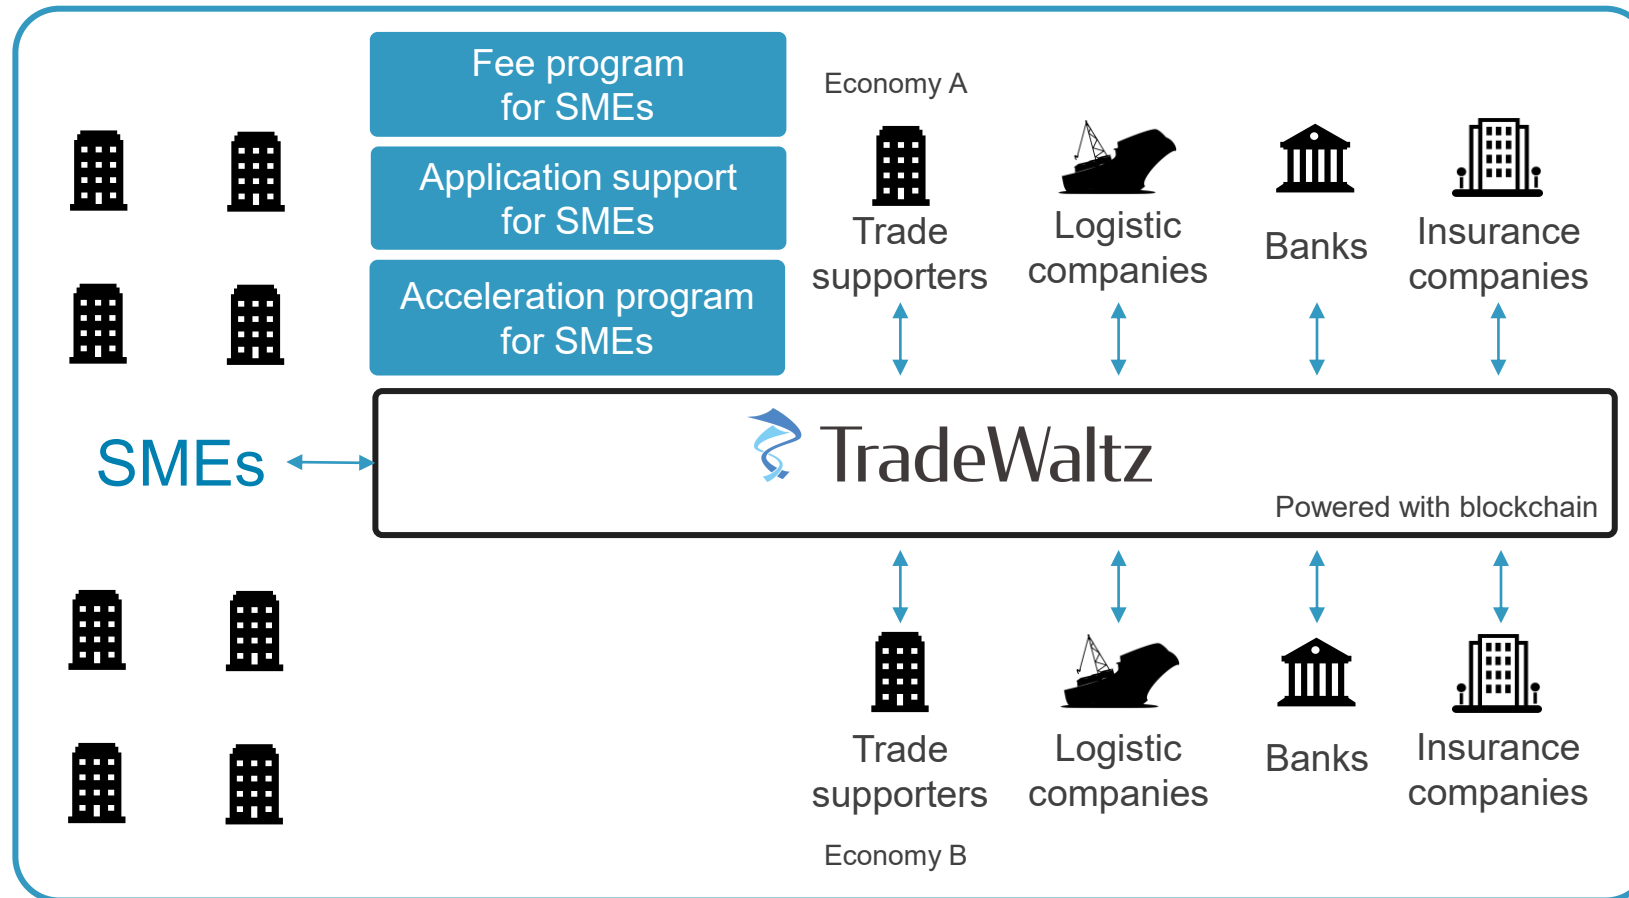 Fee program
for SMEs
Application support
for SMEs
Acceleration program
for SMEs
Economy A
Trade
supporters
Logistic
companies
Banks
Insurance
companies
SMEs
TradeWaltz
Powered with blockchain
Trade
supporters
Logistic
companies
Banks
Insurance
companies
Economy B